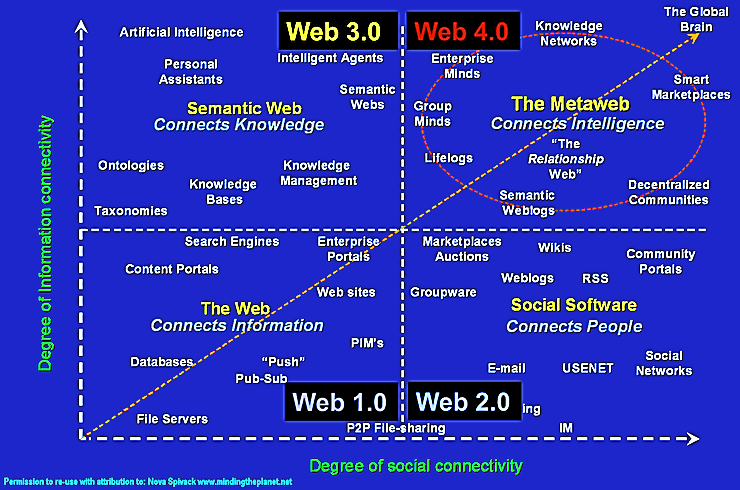 The Global
Brain
Web 3.0
Web 4.0
Artificial Intelligence
Intelligent Agents
Personal
Assistants
Semantic
Webs
Semantic Web
Connects Knowledge
Ontologies
Knowledge
Management
Knowledge
Bases
Taxonomies
Knowledge
Networks
Enterprise
Minds
Smart
Marketplaces
Group
Minds
The Metaweb
Connects Intelligence
"The
Relationship
Web"
Lifelogs
Semantic
Weblogs
Decentralized
Communities
Search Engines
Enterprise
Portals
Content Portals
Web sites
The Web
Connects Information
PIM's
Databases
"Push"
Pub-Sub
File Servers
Web 1.0
Marketplaces
Auctions
Wikis
Community
Portals
Weblogs
RSS
Groupware
Social Software
Connects People
E-mail
USENET
Social
Networks
Web 2.0
ing
P2P File-sharing
IM
Degree of Information connectivity
Degree of social connectivity
Permission to re-use with attribution to: Nova Spivack www.mindingtheplanet.net